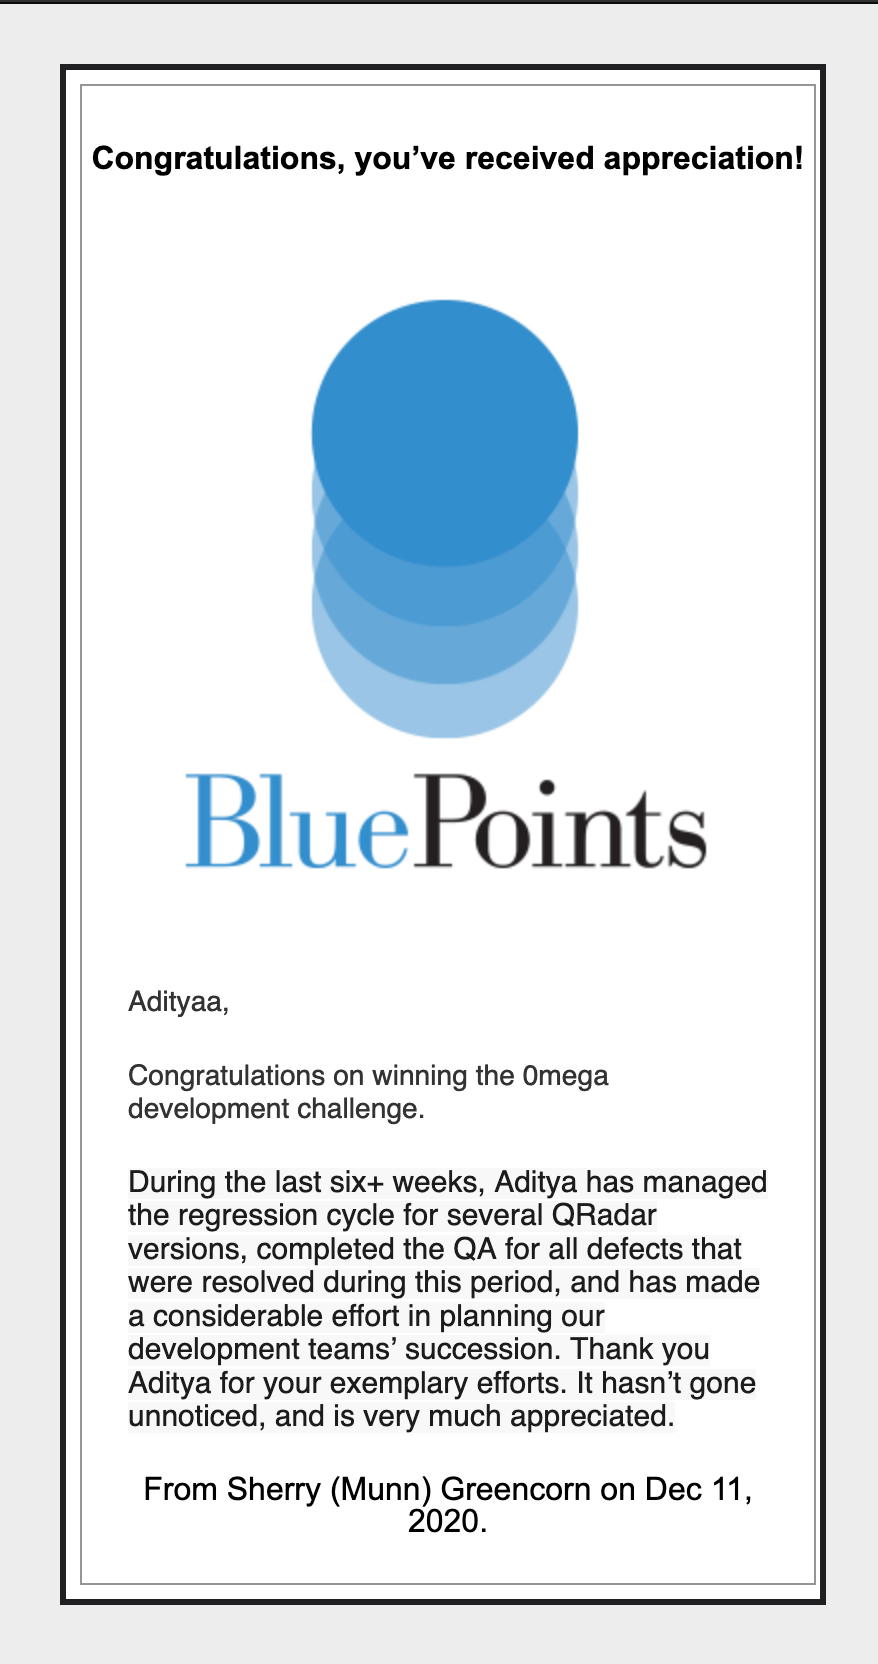 Congratulations, you’ve received appreciation!
BluePoints
Adityaa,
Congratulations on winning the 0mega
development challenge.
During the last six+ weeks, Aditya has managed
the regression cycle for several QRadar
versions, completed the QA for all defects that
were resolved during this period, and has made
a considerable effort in planning our
development teams’ succession. Thank you
Aditya for your exemplary efforts. It hasn’t gone
unnoticed, and is very much appreciated.
From Sherry (Munn) Greencorn on Dec 11,
2020.